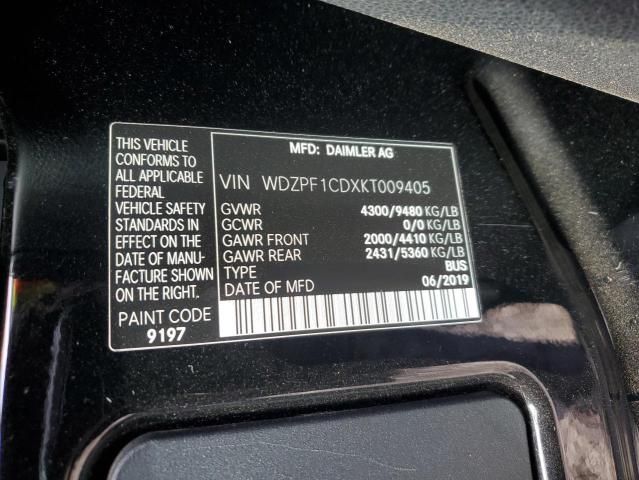 THIS VEHICLE
CONFORMS TO
ALL APPLICABLE
FEDERAL
VEHICLE SAFETY
STANDARDS IN
EFFECT ON THE
DATE OF MANU-
FACTURE SHOWN
ON THE RIGHT.
PAINT CODE
9197
MFD: DAIMLER AG
VIN WDZPF1CDXKT009405
GVWR 4300/9480 KG/LB
GCWR 0/0 KG/LB
GAWR FRONT 2000/4410 KG/LB
GAWR REAR 2431/5360 KG/LB
TYPE BUS
DATE OF MFD 06/2019